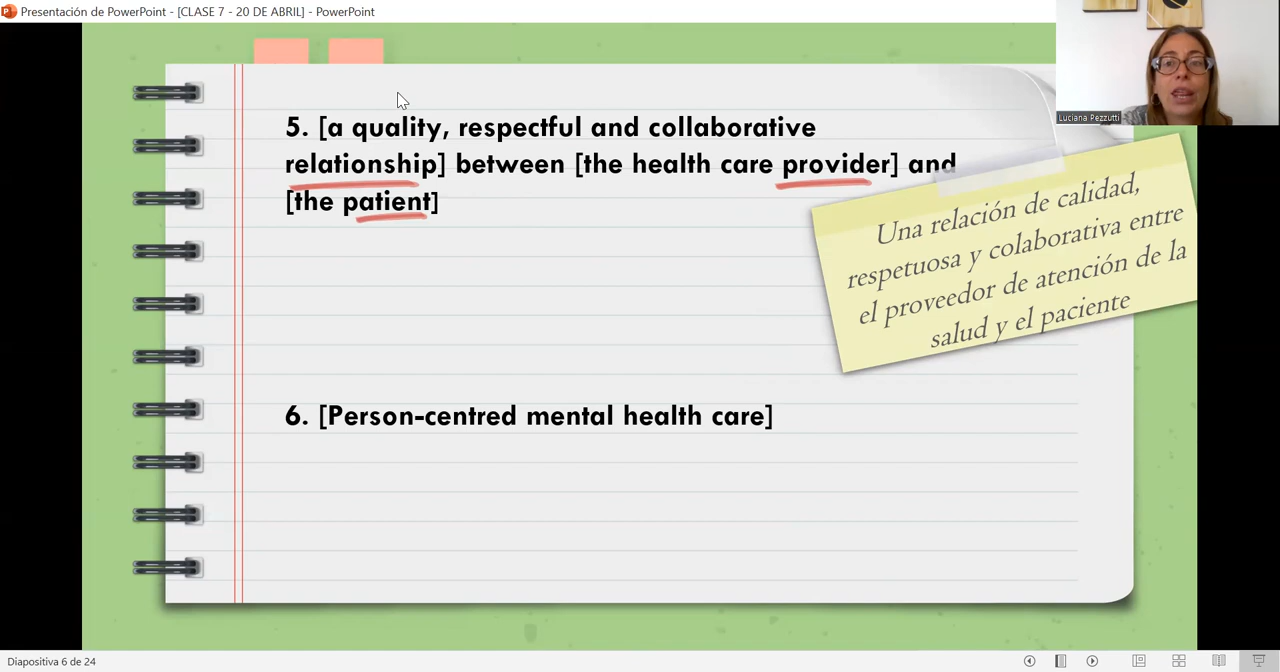 Presentación de PowerPoint - [CLASE 7 - 20 DE ABRIL] - PowerPoint
Luciana Pezzutti
5. [a quality, respectful and collaborative
relationship] between [the health care provider] and
[the patient]
Una relación de calidad,
respetuosa y colaborativa entre
el proveedor de atención de la
salud y el paciente
6. [Person-centred mental health care]
Diapositiva 6 de 24